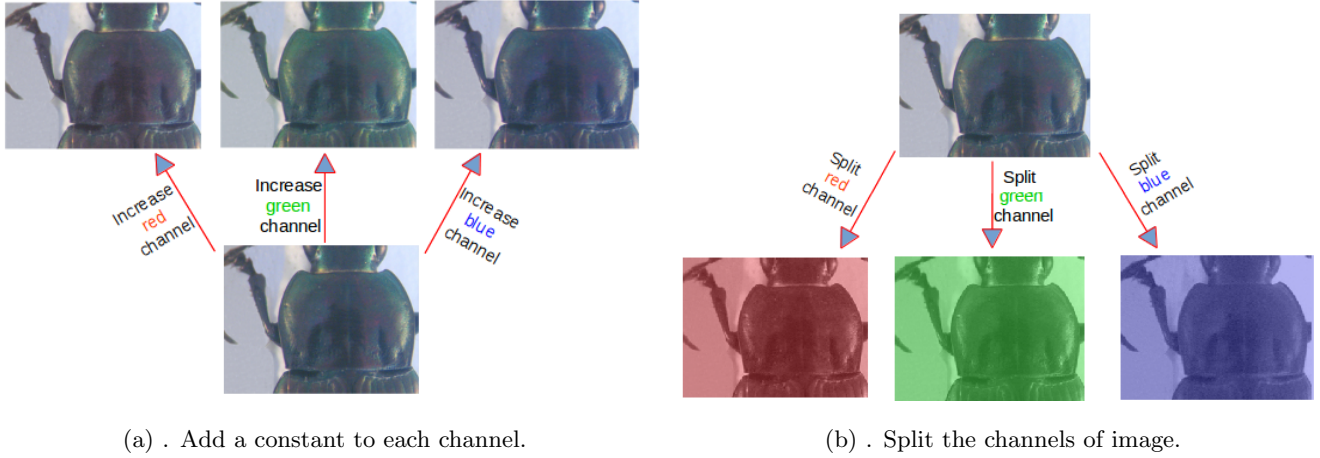 Increase
red
channel
Increase
green
channel
Increase
blue
channel
(a) . Add a constant to each channel.
Split
red
channel
Split
green
channel
Split
blue
channel
(b) . Split the channels of image.